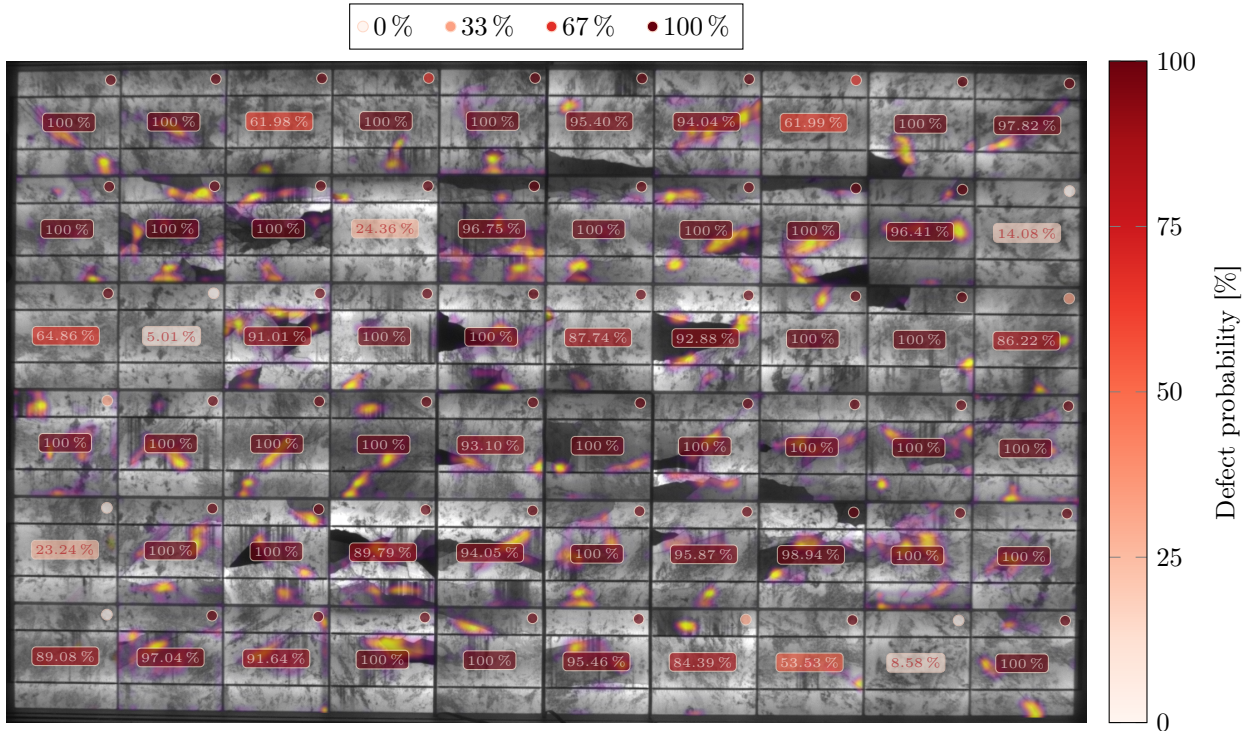 0 % 33 % 67 % 100 %
100 % 100 % 61.98 % 100 % 100 % 95.40 % 94.04 % 61.99 % 100 % 97.82 %
100 % 100 % 100 % 24.36 % 96.75 % 100 % 100 % 100 % 96.41 % 14.08 %
64.86 % 5.01 % 91.01 % 100 % 100 % 87.74 % 92.88 % 100 % 100 % 86.22 %
100 % 100 % 100 % 100 % 93.10 % 100 % 100 % 100 % 100 % 100 %
23.24 % 100 % 100 % 89.79 % 94.05 % 100 % 95.87 % 98.94 % 100 % 100 %
89.08 % 97.04 % 91.64 % 100 % 100 % 95.46 % 84.39 % 53.53 % 8.58 % 100 %
100
75
50
25
0
Defect probability [%]